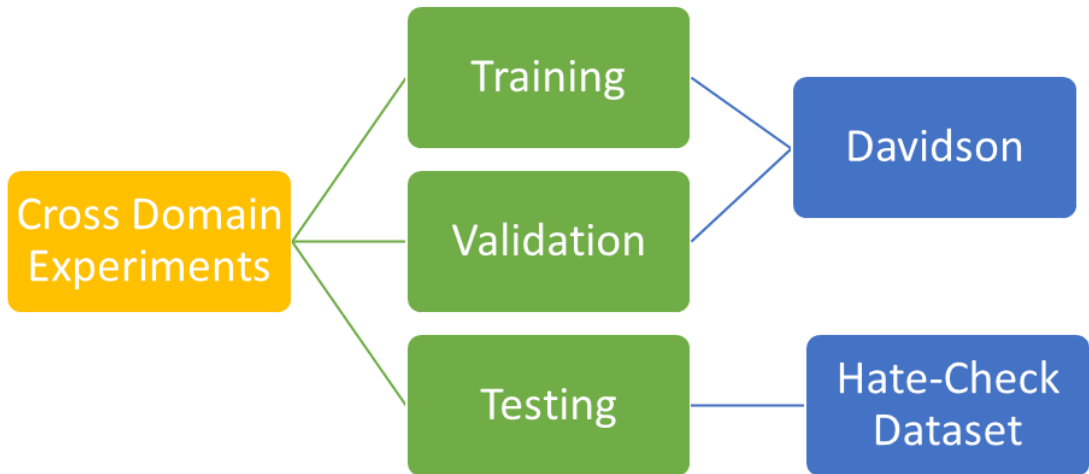 Training
Davidson
Cross Domain
Experiments
Validation
Testing
Hate-Check
Dataset